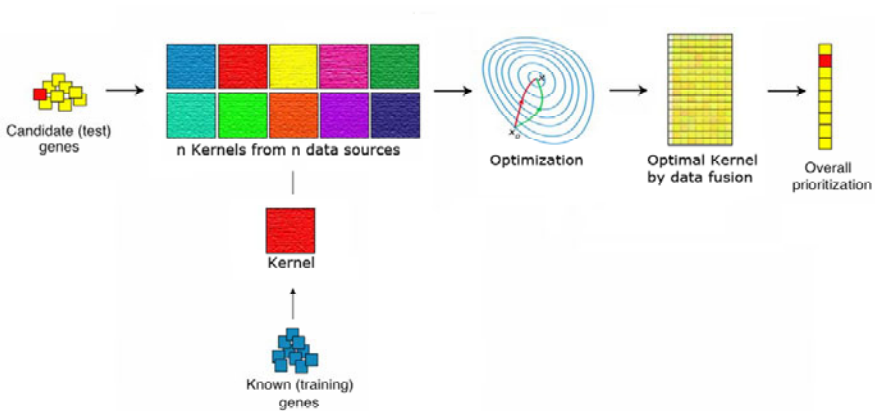 Candidate (test)
genes
n Kernels from n data sources
x₀
Optimization
Optimal Kernel
by data fusion
Overall
prioritization
Kernel
Known (training)
genes